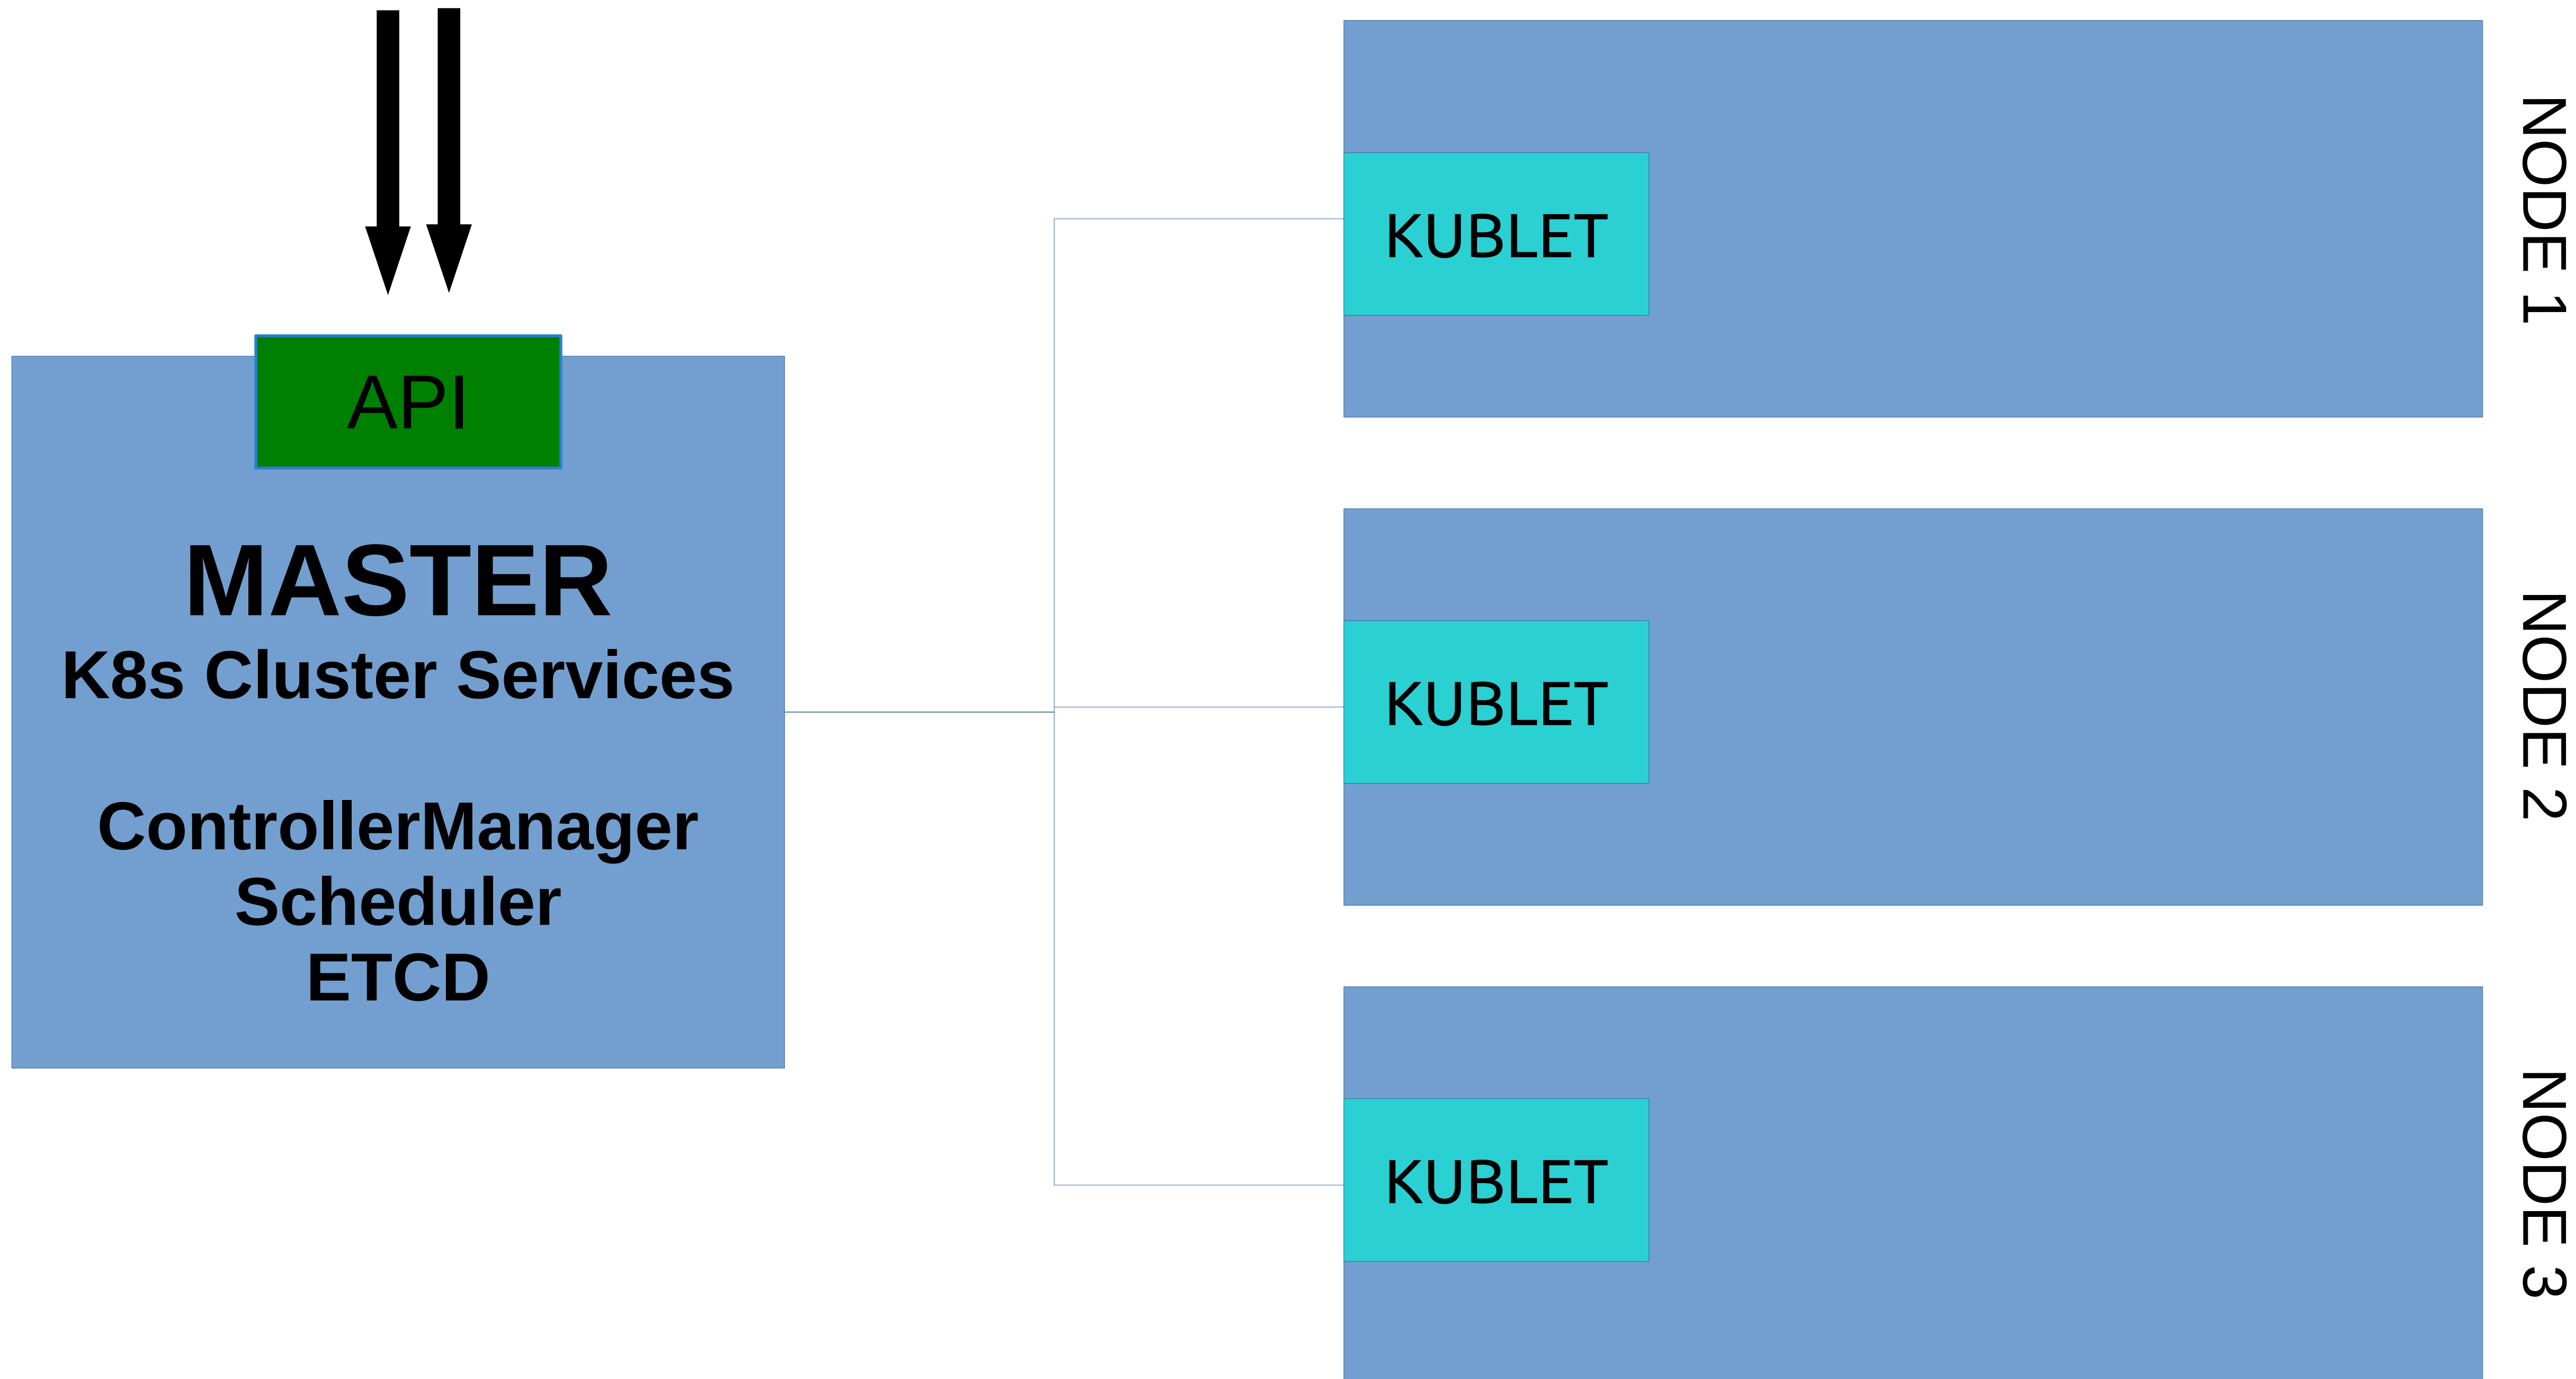 API
MASTER
K8s Cluster Services
ControllerManager
Scheduler
ETCD
KUBLET
NODE 1
KUBLET
NODE 2
KUBLET
NODE 3